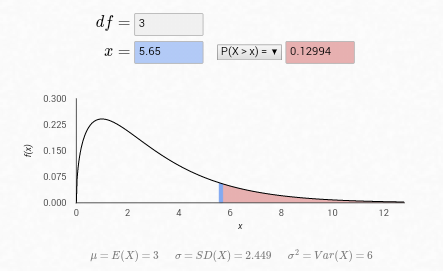 df = 3
x = 5.65 P(X > x) = ▼ 0.12994
0.300
0.225
0.150
0.075
0.000
f(x)
0 2 4 6 8 10 12
x
μ = E(X) = 3 σ = SD(X) = 2.449 σ² = Var(X) = 6